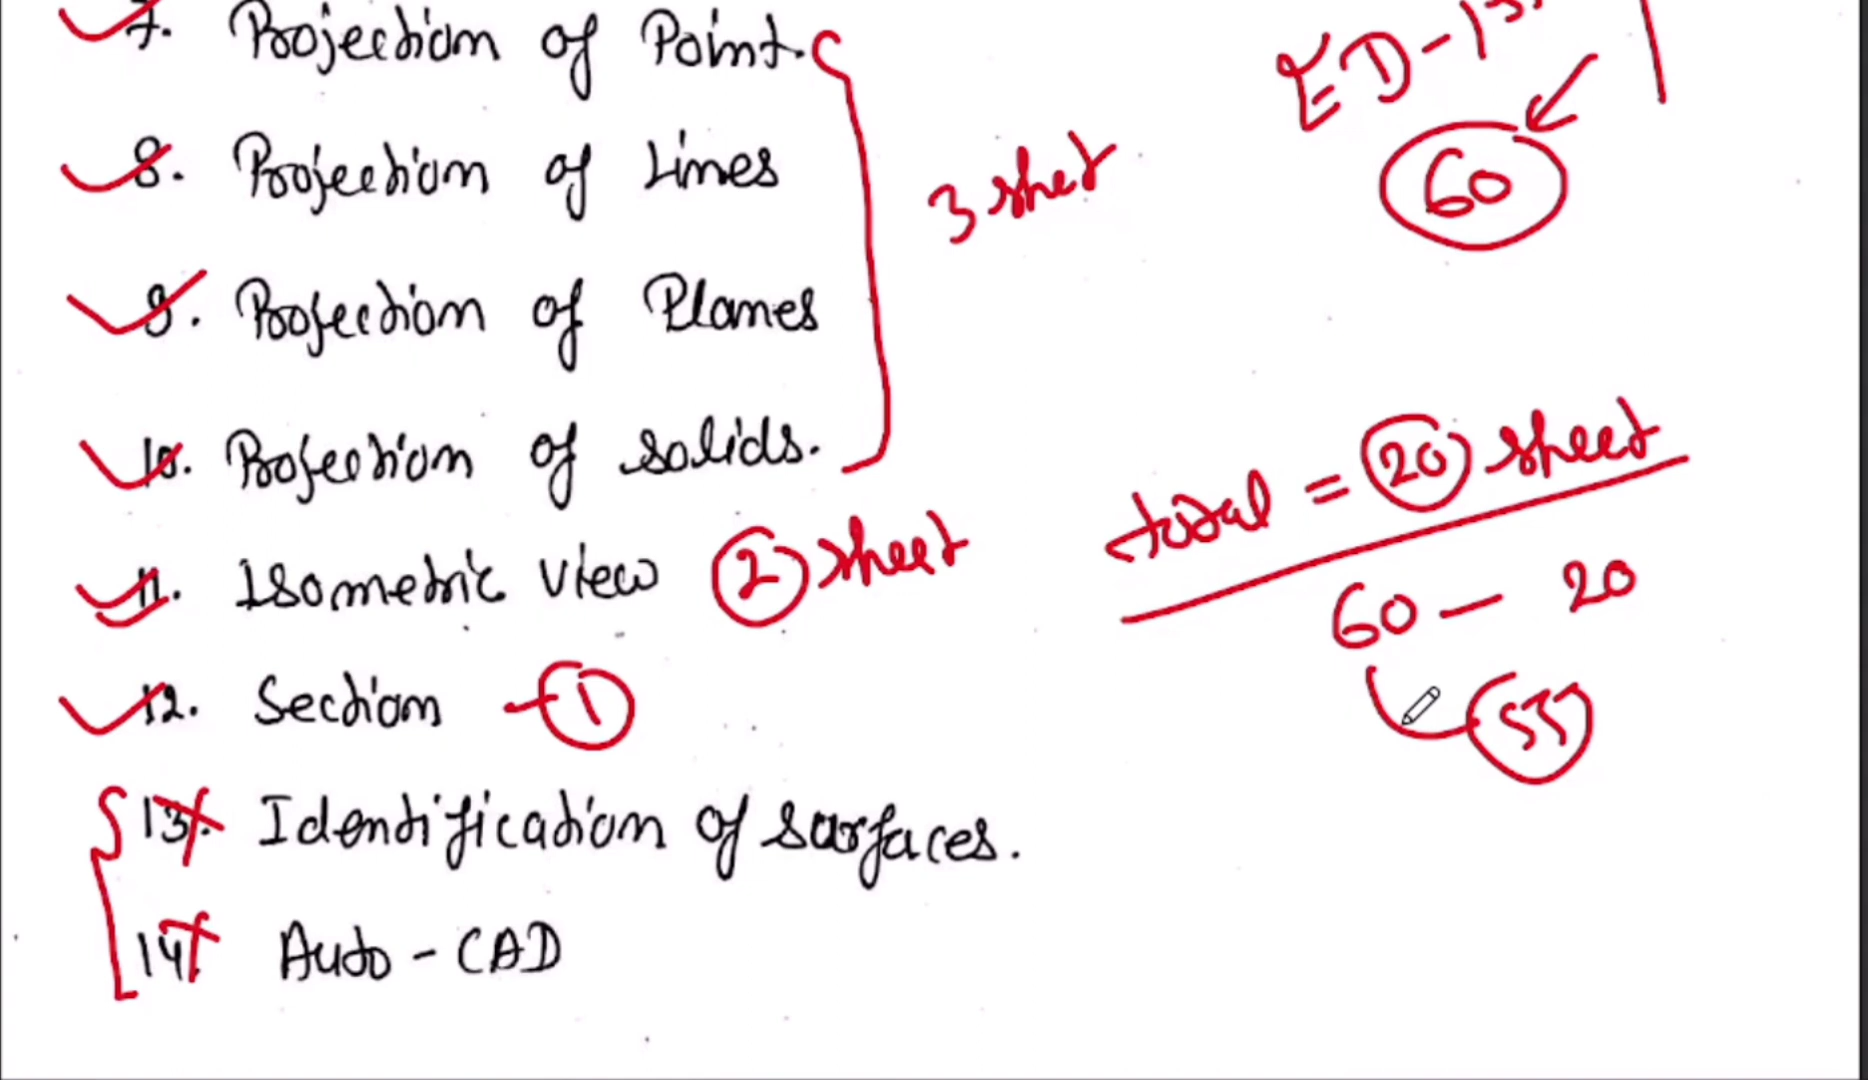 7. Projection of Point.
8. Projection of Lines
9. Projection of Planes
10. Projection of solids.
3 shet
11. Isometric View 2 sheet
12. Section - 1
13. Identification of surfaces.
14 Auto-CAD
ED-
60
total = 20 sheet
60 - 20